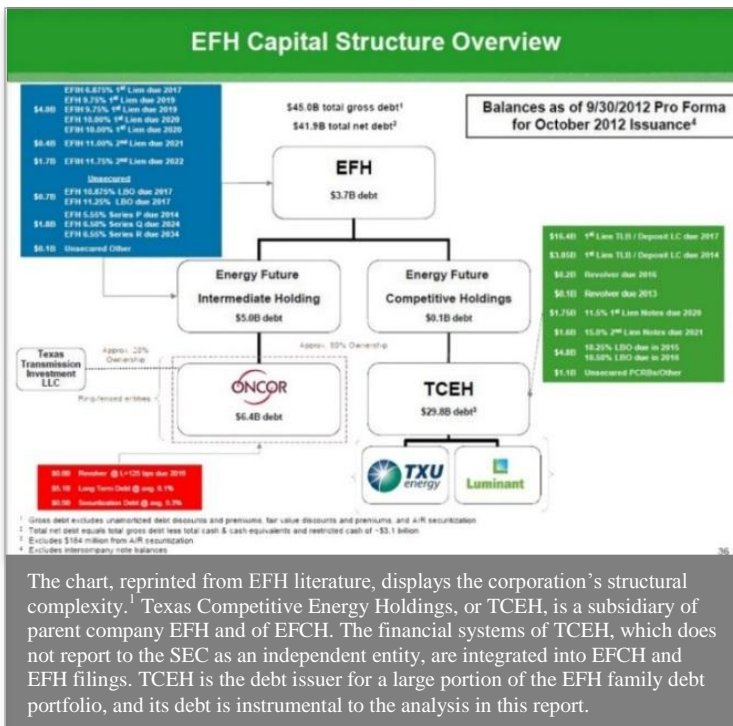 EFH Capital Structure Overview
EFIH 6.875% 1st Lien due 2017
EFIH 9.75% 1st Lien due 2019
$4.0B EFIH 9.75% 1st Lien due 2019
EFIH 10.00% 1st Lien due 2020
EFIH 10.00% 1st Lien due 2020
$0.4B EFIH 11.00% 2nd Lien due 2021
$1.7B EFIH 11.75% 2nd Lien due 2022
Unsecured
$0.7B EFH 10.875% LBO due 2017
EFH 11.25% LBO due 2017
EFH 5.55% Series P due 2014
$1.8B EFH 6.50% Series Q due 2024
EFH 6.55% Series R due 2034
$0.1B Unsecured Other
$45.0B total gross debt1
$41.9B total net debt2
Balances as of 9/30/2012 Pro Forma
for October 2012 Issuance4
EFH
$3.7B debt
Energy Future
Intermediate Holding
$5.0B debt
Energy Future
Competitive Holdings
$0.1B debt
$16.4B 1st Lien TLB / Deposit LC due 2017
$3.85B 1st Lien TLB / Deposit LC due 2014
$0.2B Revolver due 2016
$0.1B Revolver due 2013
$1.75B 11.5% 1st Lien Notes due 2020
$1.6B 15.0% 2nd Lien Notes due 2021
$4.8B 10.25% LBO due in 2015
10.50% LBO due in 2016
$1.1B Unsecured PCRBs/Other
Texas
Transmission
Investment
LLC
Approx. 20%
Ownership
Approx. 80% Ownership
Ring-fenced entities
ONCOR
$6.4B debt
TCEH
$29.8B debt3
TXU
energy
Luminant
Revolver @ L+125 bps due 2016
$5.1B Long Term Debt @ avg.
Securitization Debt @ avg.
1 Gross debt excludes unamortized debt discounts and premiums, fair value discounts and premiums, and A/R securitization
2 Total net debt equals total gross debt less total cash & cash equivalents and restricted cash of ~$3.1 billion
3 Excludes $164 million from A/R securitization
4 Excludes intercompany note balances
36
The chart, reprinted from EFH literature, displays the corporation's structural
complexity.1 Texas Competitive Energy Holdings, or TCEH, is a subsidiary of
parent company EFH and of EFCH. The financial systems of TCEH, which does
not report to the SEC as an independent entity, are integrated into EFCH and
EFH filings. TCEH is the debt issuer for a large portion of the EFH family debt
portfolio, and its debt is instrumental to the analysis in this report.